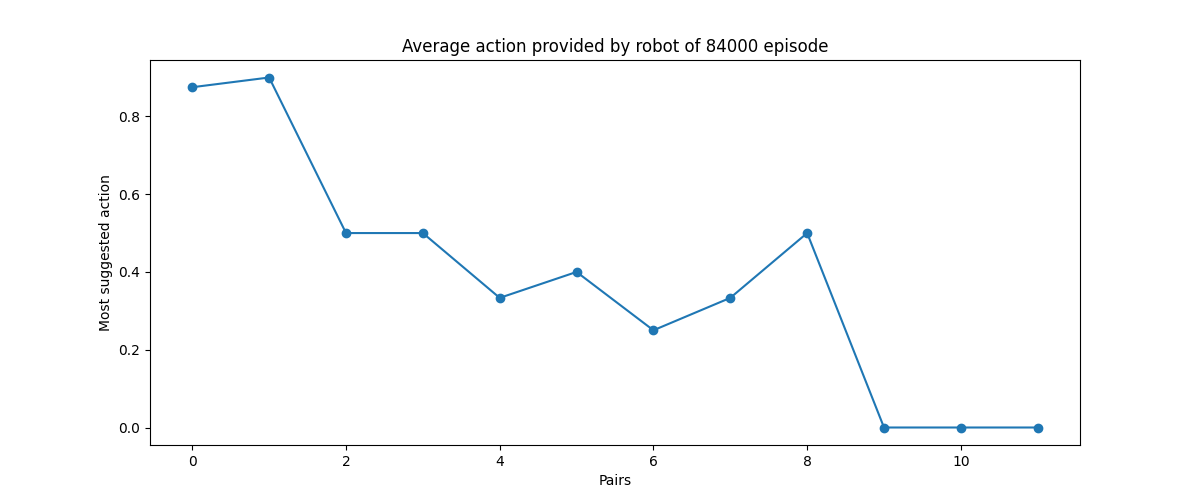 Average action provided by robot of 84000 episode
Most suggested action
0.8
0.6
0.4
0.2
0.0
0 2 4 6 8 10
Pairs